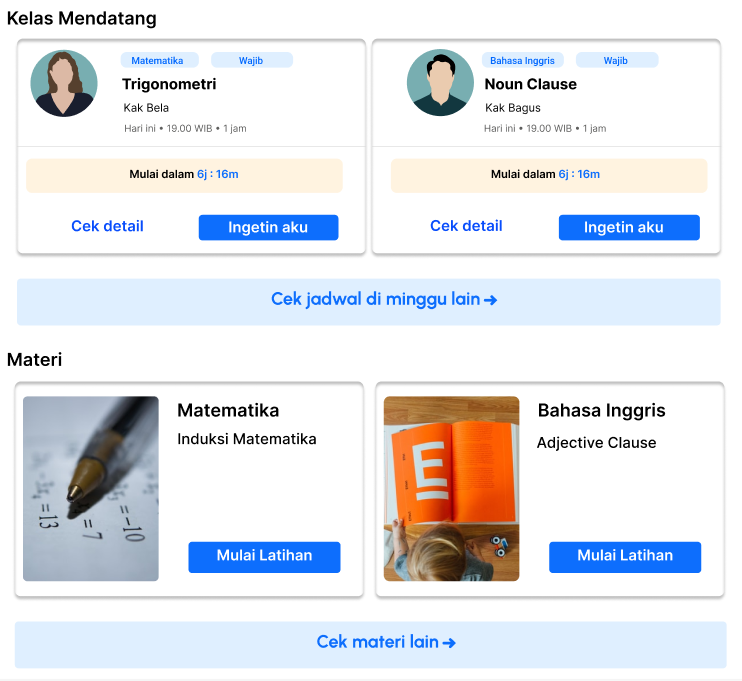 Kelas Mendatang
Matematika
Wajib
Trigonometri
Kak Bela
Hari ini • 19.00 WIB • 1 jam
Mulai dalam 6j : 16m
Cek detail
Ingetin aku
Bahasa Inggris
Wajib
Noun Clause
Kak Bagus
Hari ini • 19.00 WIB • 1 jam
Mulai dalam 6j : 16m
Cek detail
Ingetin aku
Cek jadwal di minggu lain ➔
Materi
=13
=7
=-10
Matematika
Induksi Matematika
Mulai Latihan
E
Bahasa Inggris
Adjective Clause
Mulai Latihan
Cek materi lain ➔